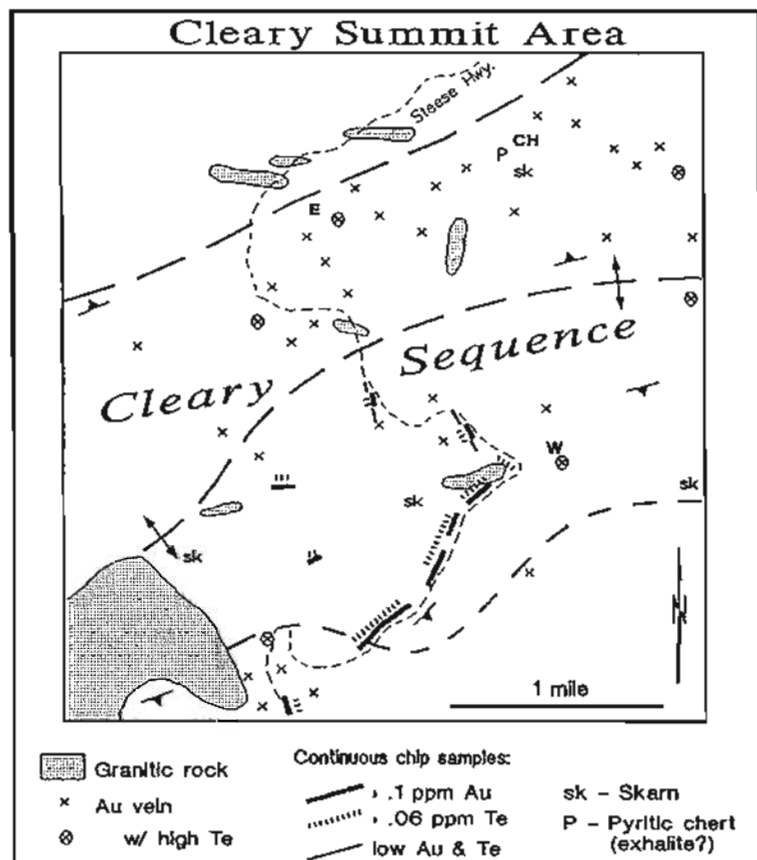 Cleary Summit Area
Steese Hwy.
CH
P
sk
E
Sequence
Cleary
W
sk
sk
sk
1 mile
Granitic rock
× Au vein
⊗ w/ high Te
Continuous chip samples:
› .1 ppm Au
› .06 ppm Te
low Au & Te
sk – Skarn
P – Pyritic chert
(exhalite?)